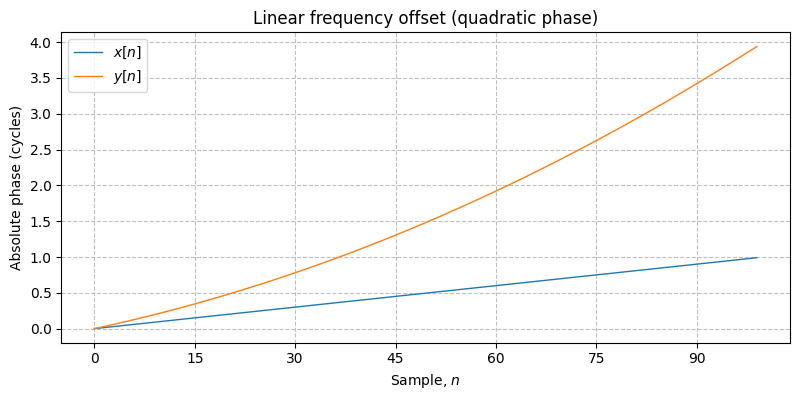 Linear frequency offset (quadratic phase)
x[n]
y[n]
Absolute phase (cycles)
4.0
3.5
3.0
2.5
2.0
1.5
1.0
0.5
0.0
0 15 30 45 60 75 90
Sample, n